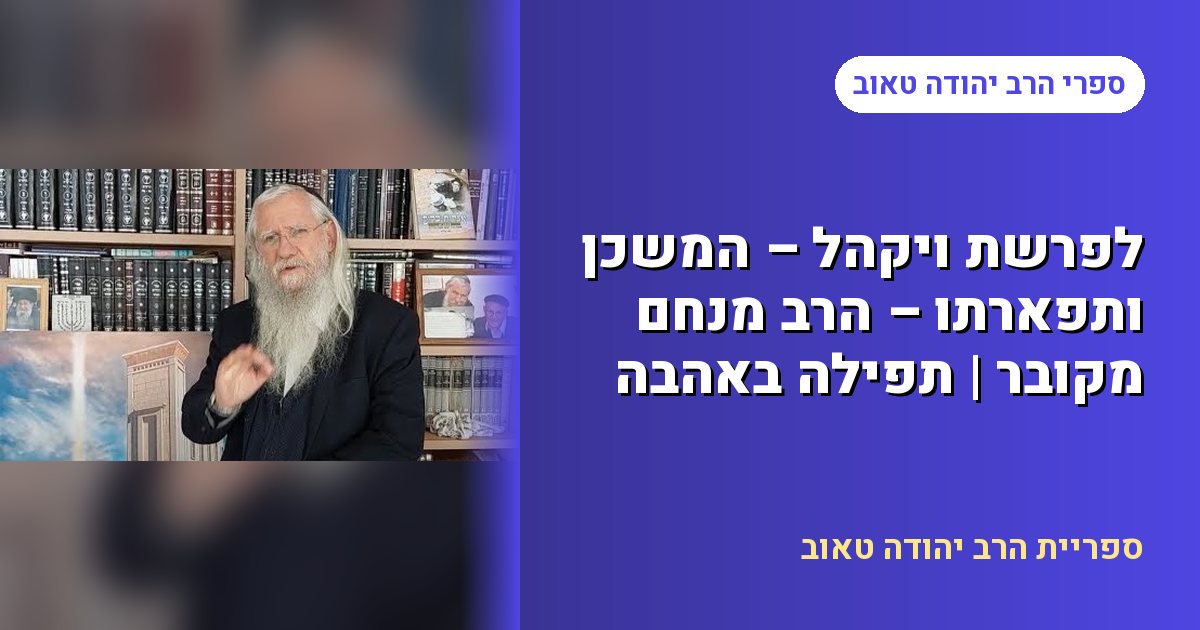 ספרי הרב יהודה טאוב
לפרשת ויקהל – המשכן
ותפארתו – הרב מנחם
מקובר | תפילה באהבה
ספריית הרב יהודה טאוב